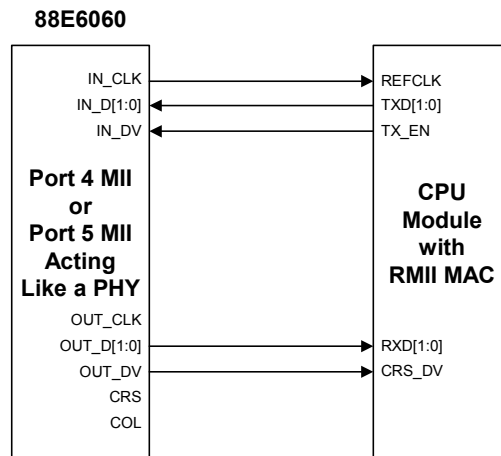 88E6060
IN_CLK
REFCLK
IN_D[1:0]
TXD[1:0]
IN_DV
TX_EN
Port 4 MII
or
Port 5 MII
Acting
Like a PHY
CPU
Module
with
RMII MAC
OUT_CLK
OUT_D[1:0]
RXD[1:0]
OUT_DV
CRS_DV
CRS
COL